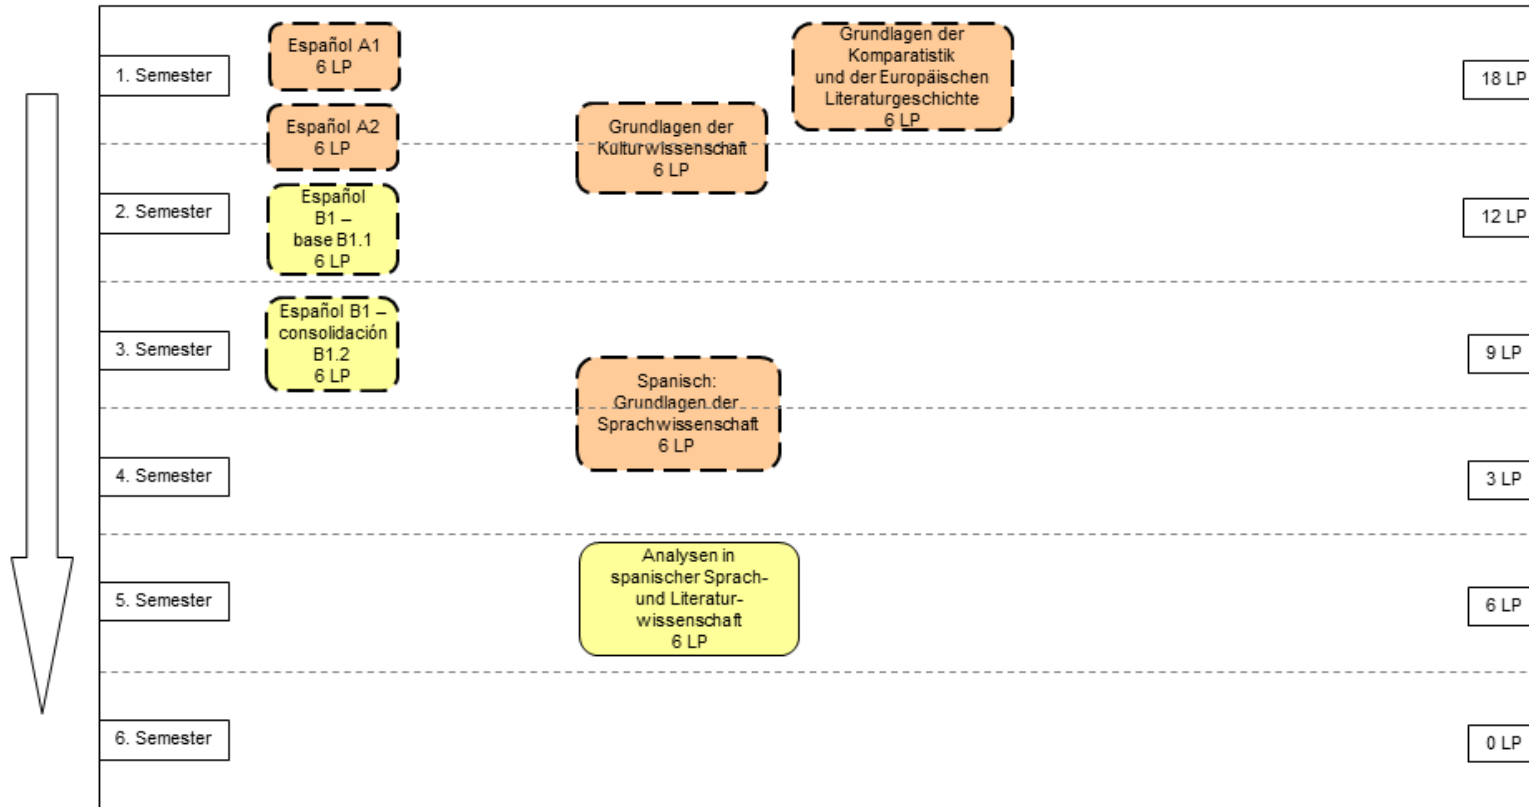 1. Semester
Español A1
6 LP
Grundlagen der
Komparatistik
und der Europäischen
Literaturgeschichte
6 LP
18 LP
Español A2
6 LP
Grundlagen der
Kulturwissenschaft
6 LP
2. Semester
Español
B1 –
base B1.1
6 LP
12 LP
3. Semester
Español B1 –
consolidación
B1.2
6 LP
9 LP
Spanisch:
Grundlagen der
Sprachwissenschaft
6 LP
4. Semester
3 LP
5. Semester
Analysen in
spanischer Sprach-
und Literatur-
wissenschaft
6 LP
6 LP
6. Semester
0 LP